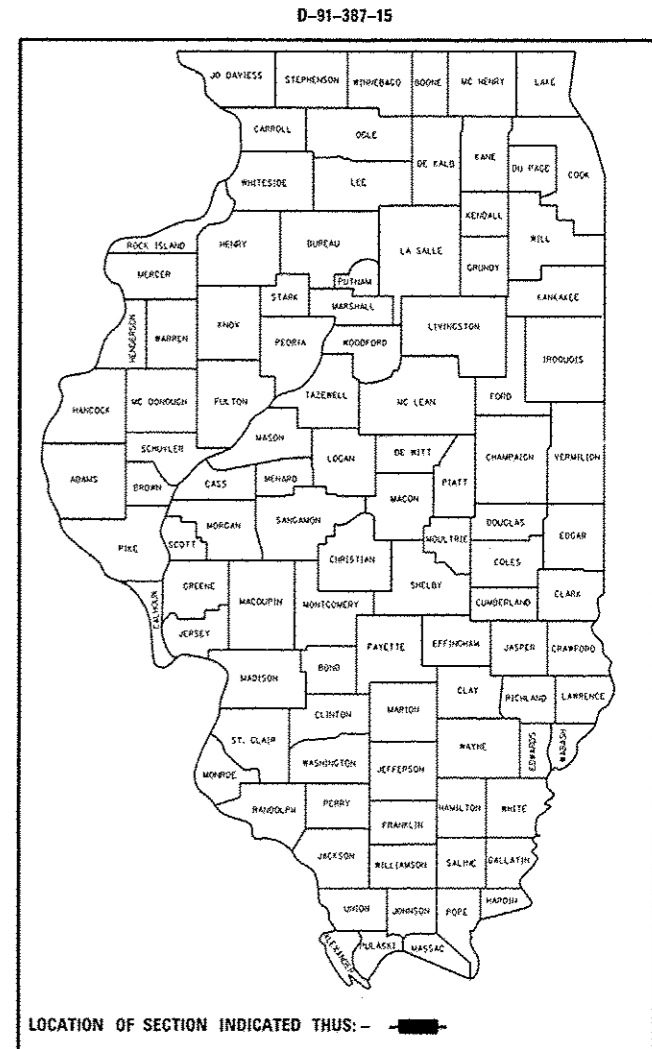 D-91-387-15
JO DAVIESS STEPHENSON WINNEBAGO BOONE MC HENRY LAKE
CARROLL OGLE
DE KALB KANE DU PAGE COOK
WHITESIDE LEE
KENDALL
WILL
ROCK ISLAND HENRY BUREAU LA SALLE
GRUNDY
MERCER PUTNAM
STARK MARSHALL KANKAKEE
HENDERSON WARREN KNOX PEORIA WOODFORD LIVINGSTON IROQUOIS
HANCOCK MC DONOUGH FULTON TAZEWELL MC LEAN FORD
MASON
SCHUYLER LOGAN DE WITT CHAMPAIGN VERMILION
ADAMS BROWN CASS MENARD PIATT
MACON
MORGAN SANGAMON DOUGLAS
PIKE SCOTT MOULTRIE EDGAR
CHRISTIAN COLES
GREENE SHELBY
CALHOUN MACOUPIN MONTGOMERY CUMBERLAND CLARK
JERSEY
FAYETTE EFFINGHAM JASPER CRAWFORD
MADISON BOND
CLAY RICHLAND LAWRENCE
CLINTON MARION
ST. CLAIR WAYNE EDWARDS WABASH
MONROE WASHINGTON JEFFERSON
RANDOLPH PERRY HAMILTON WHITE
FRANKLIN
JACKSON WILLIAMSON SALINE GALLATIN
UNION JOHNSON POPE HARDIN
ALEXANDER PULASKI MASSAC
LOCATION OF SECTION INDICATED THUS: -